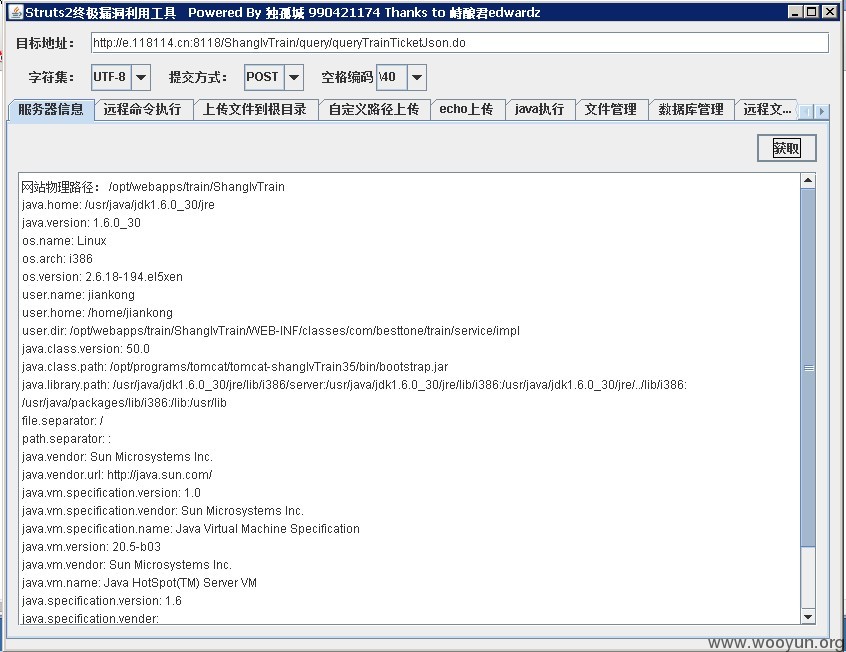 Struts2终极漏洞利用工具 Powered By 独孤城 990421174 Thanks to 峙酿君edwardz
目标地址: http://e.118114.cn:8118/ShanglvTrain/query/queryTrainTicketJson.do
字符集: UTF-8 提交方式: POST 空格编码 \40
服务器信息 远程命令执行 上传文件到根目录 自定义路径上传 echo上传 java执行 文件管理 数据库管理 远程文...
获取
网站物理路径: /opt/webapps/train/ShanglvTrain
java.home: /usr/java/jdk1.6.0_30/jre
java.version: 1.6.0_30
os.name: Linux
os.arch: i386
os.version: 2.6.18-194.el5xen
user.name: jiankong
user.home: /home/jiankong
user.dir: /opt/webapps/train/ShanglvTrain/WEB-INF/classes/com/besttone/train/service/impl
java.class.version: 50.0
java.class.path: /opt/programs/tomcat/tomcat-shanglvTrain35/bin/bootstrap.jar
java.library.path: /usr/java/jdk1.6.0_30/jre/lib/i386/server:/usr/java/jdk1.6.0_30/jre/lib/i386:/usr/java/jdk1.6.0_30/jre/../lib/i386:
/usr/java/packages/lib/i386:/lib:/usr/lib
file.separator: /
path.separator: :
java.vendor: Sun Microsystems Inc.
java.vendor.url: http://java.sun.com/
java.vm.specification.version: 1.0
java.vm.specification.vendor: Sun Microsystems Inc.
java.vm.specification.name: Java Virtual Machine Specification
java.vm.version: 20.5-b03
java.vm.vendor: Sun Microsystems Inc.
java.vm.name: Java HotSpot(TM) Server VM
java.specification.version: 1.6
java.specification.vender:
www.wooyun.org